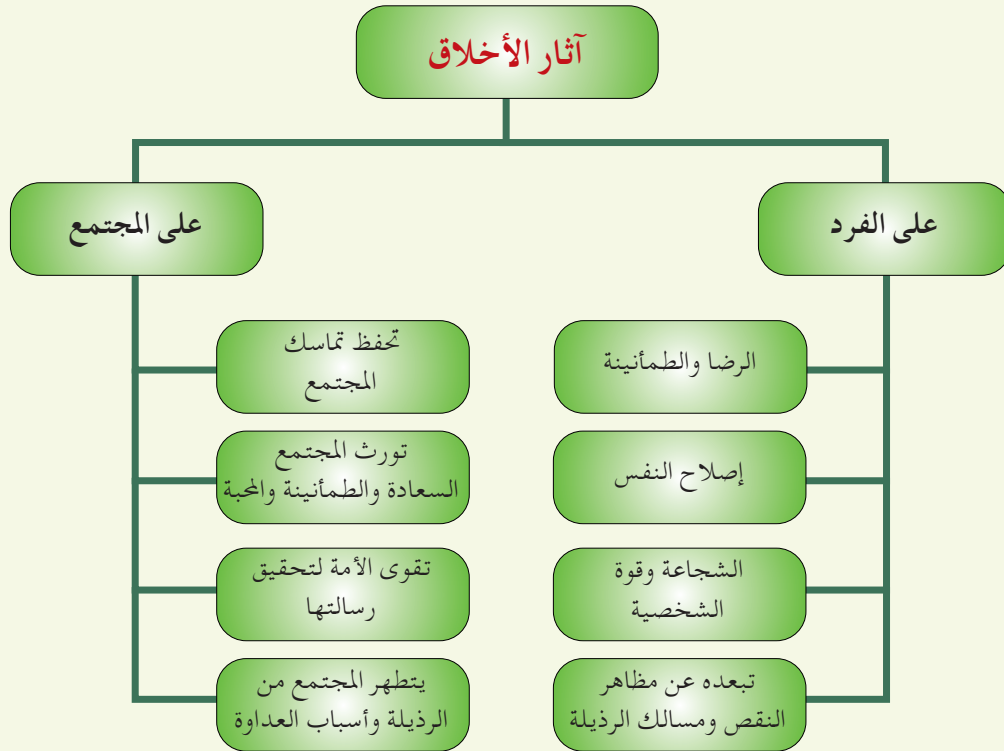 آثار الأخلاق
على الفرد
الرضا والطمأنينة
إصلاح النفس
الشجاعة وقوة
الشخصية
تبعده عن مظاهر
النقص ومسالك الرذيلة
على المجتمع
تحفظ تماسك
المجتمع
تورث المجتمع
السعادة والطمأنينة والمحبة
تقوى الأمة لتحقيق
رسالتها
يتطهر المجتمع من
الرذيلة وأسباب العداوة